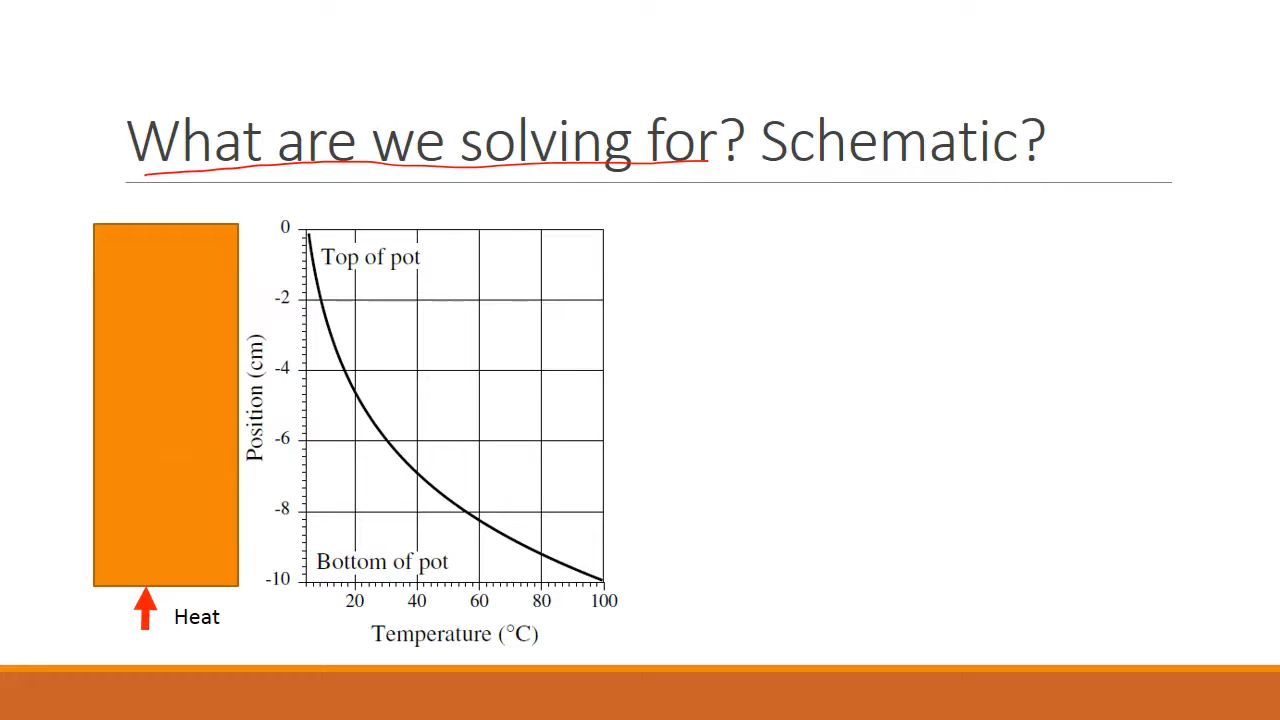 What are we solving for? Schematic?
0
Top of pot
-2
-4
Position (cm)
-6
-8
Bottom of pot
-10
20 40 60 80 100
Heat
Temperature (°C)